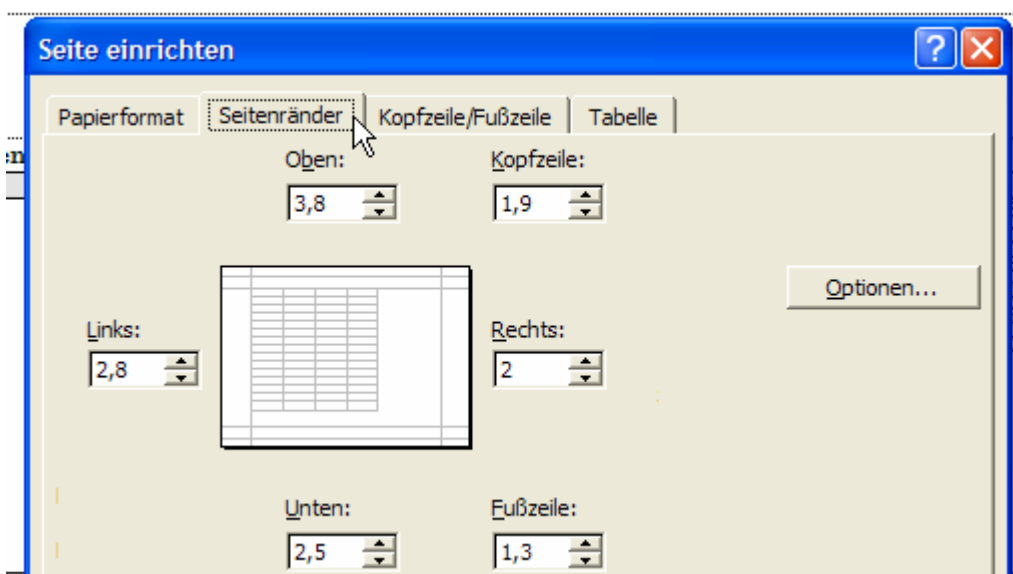 Seite einrichten
Papierformat Seitenränder Kopfzeile/Fußzeile Tabelle
Oben: Kopfzeile:
3,8 1,9
Optionen...
Links: Rechts:
2,8 2
Unten: Fußzeile:
2,5 1,3